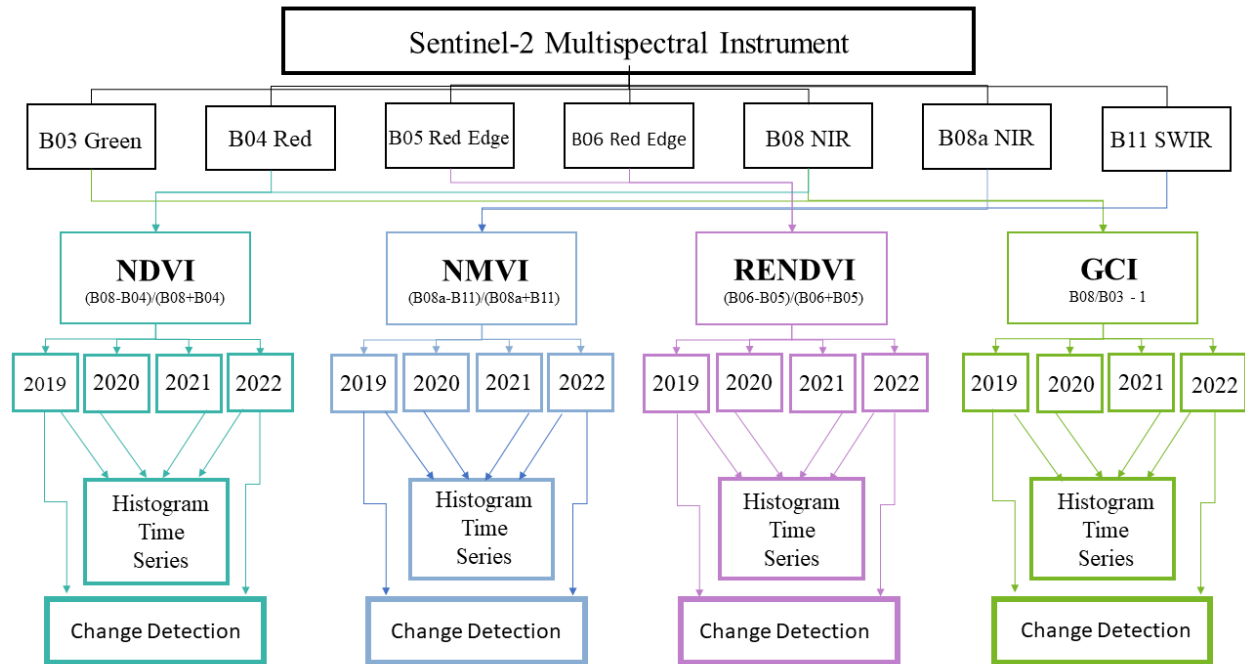 Sentinel-2 Multispectral Instrument
B03 Green
B04 Red
B05 Red Edge
B06 Red Edge
B08 NIR
B08a NIR
B11 SWIR
NDVI
(B08-B04)/(B08+B04)
NMVI
(B08a-B11)/(B08a+B11)
RENDVI
(B06-B05)/(B06+B05)
GCI
B08/B03 - 1
2019
2020
2021
2022
2019
2020
2021
2022
2019
2020
2021
2022
2019
2020
2021
2022
Histogram
Time
Series
Histogram
Time
Series
Histogram
Time
Series
Histogram
Time
Series
Change Detection
Change Detection
Change Detection
Change Detection